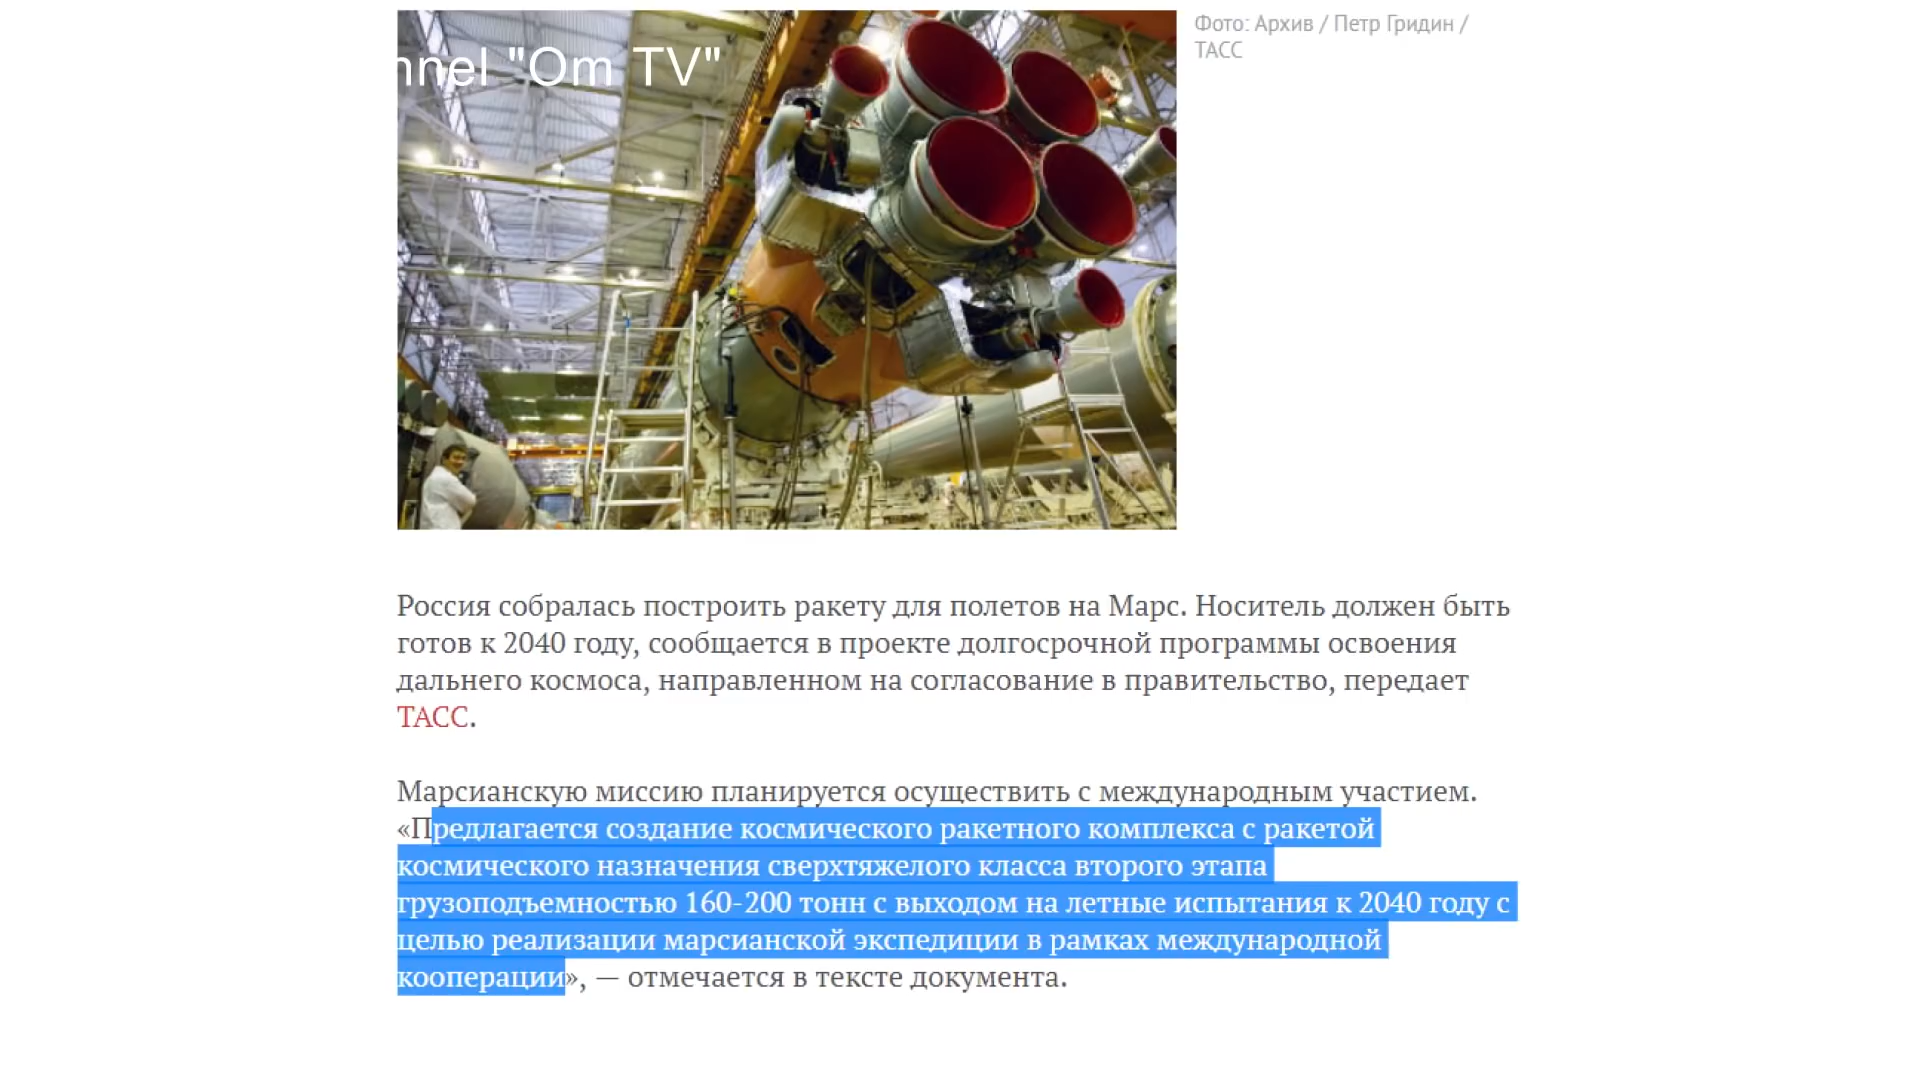 nnel "Om TV"
Фото: Архив / Петр Гридин /
ТАСС
Россия собралась построить ракету для полетов на Марс. Носитель должен быть
готов к 2040 году, сообщается в проекте долгосрочной программы освоения
дальнего космоса, направленном на согласование в правительство, передает
ТАСС.
Марсианскую миссию планируется осуществить с международным участием.
«Предлагается создание космического ракетного комплекса с ракетой
космического назначения сверхтяжелого класса второго этапа
грузоподъемностью 160-200 тонн с выходом на летные испытания к 2040 году с
целью реализации марсианской экспедиции в рамках международной
кооперации», — отмечается в тексте документа.